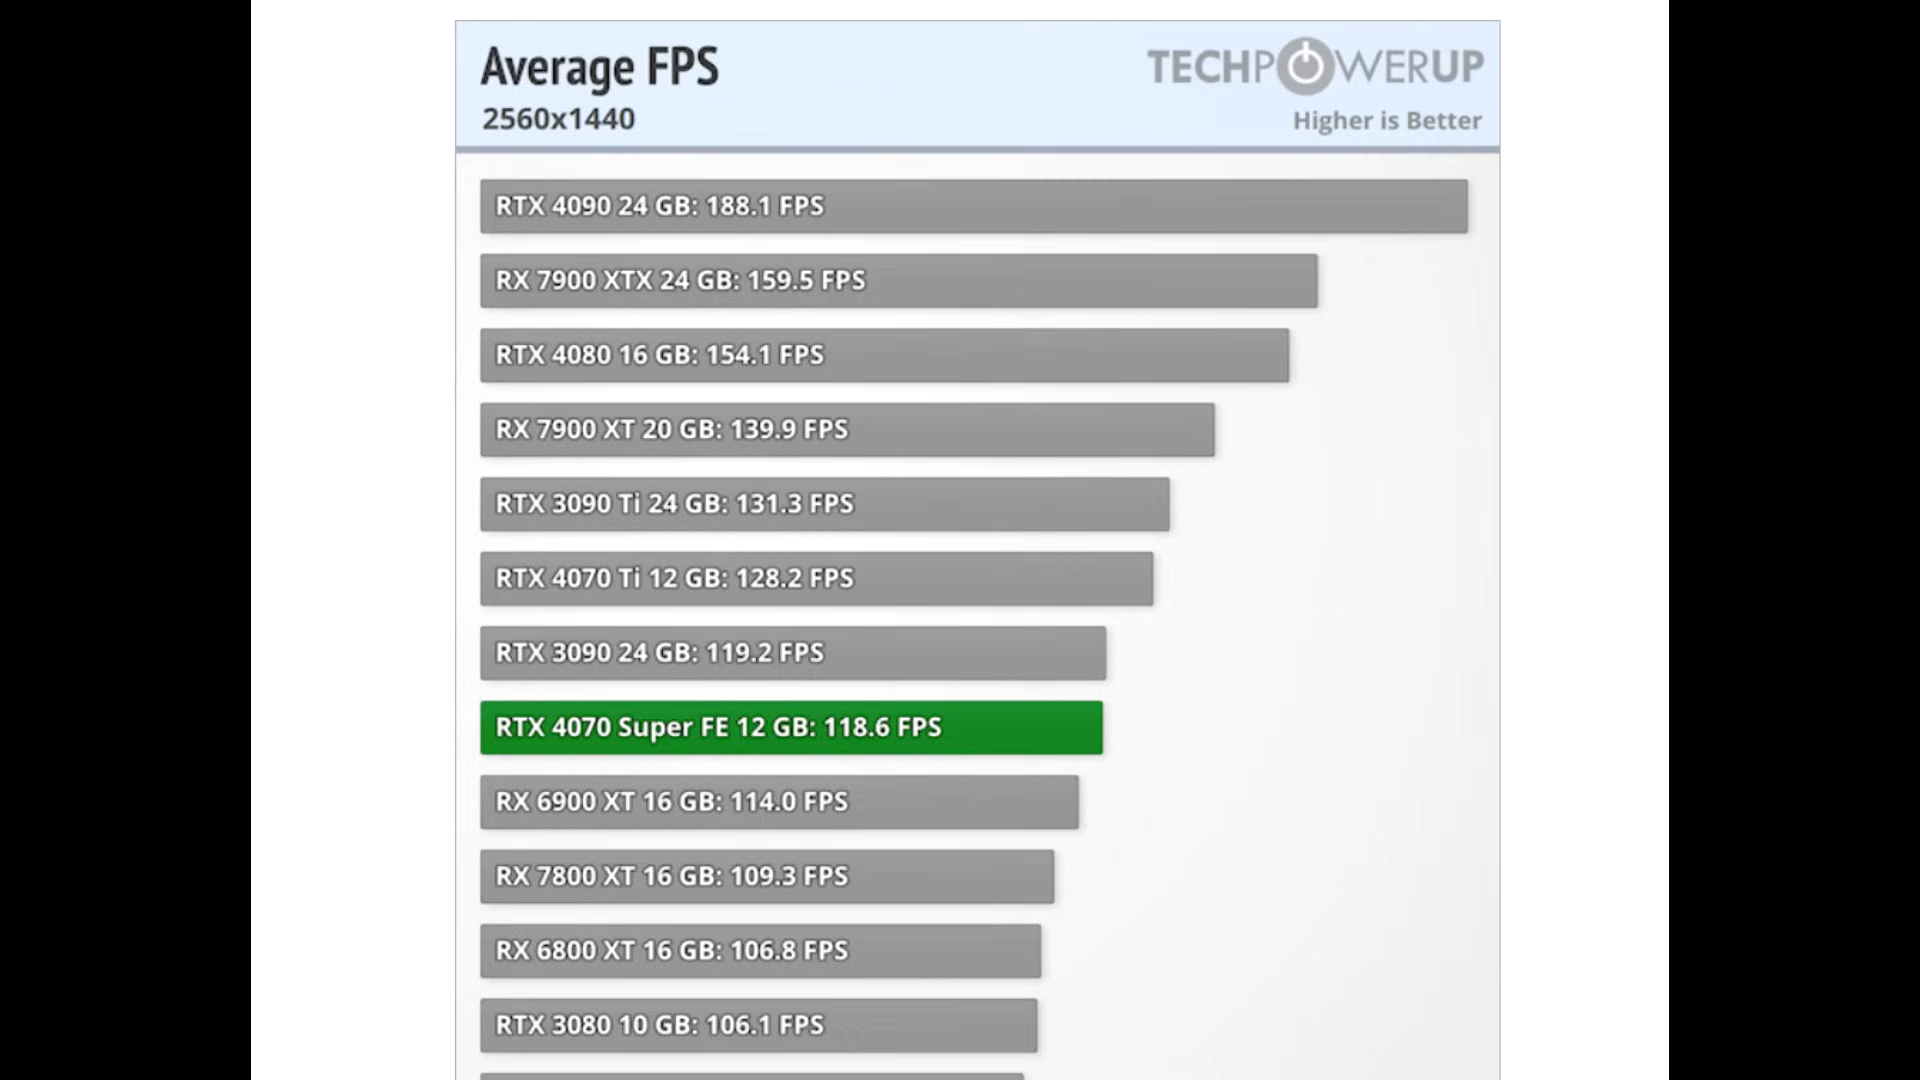 Average FPS
TECHPOWERUP
2560x1440
Higher is Better
RTX 4090 24 GB: 188.1 FPS
RX 7900 XTX 24 GB: 159.5 FPS
RTX 4080 16 GB: 154.1 FPS
RX 7900 XT 20 GB: 139.9 FPS
RTX 3090 Ti 24 GB: 131.3 FPS
RTX 4070 Ti 12 GB: 128.2 FPS
RTX 3090 24 GB: 119.2 FPS
RTX 4070 Super FE 12 GB: 118.6 FPS
RX 6900 XT 16 GB: 114.0 FPS
RX 7800 XT 16 GB: 109.3 FPS
RX 6800 XT 16 GB: 106.8 FPS
RTX 3080 10 GB: 106.1 FPS